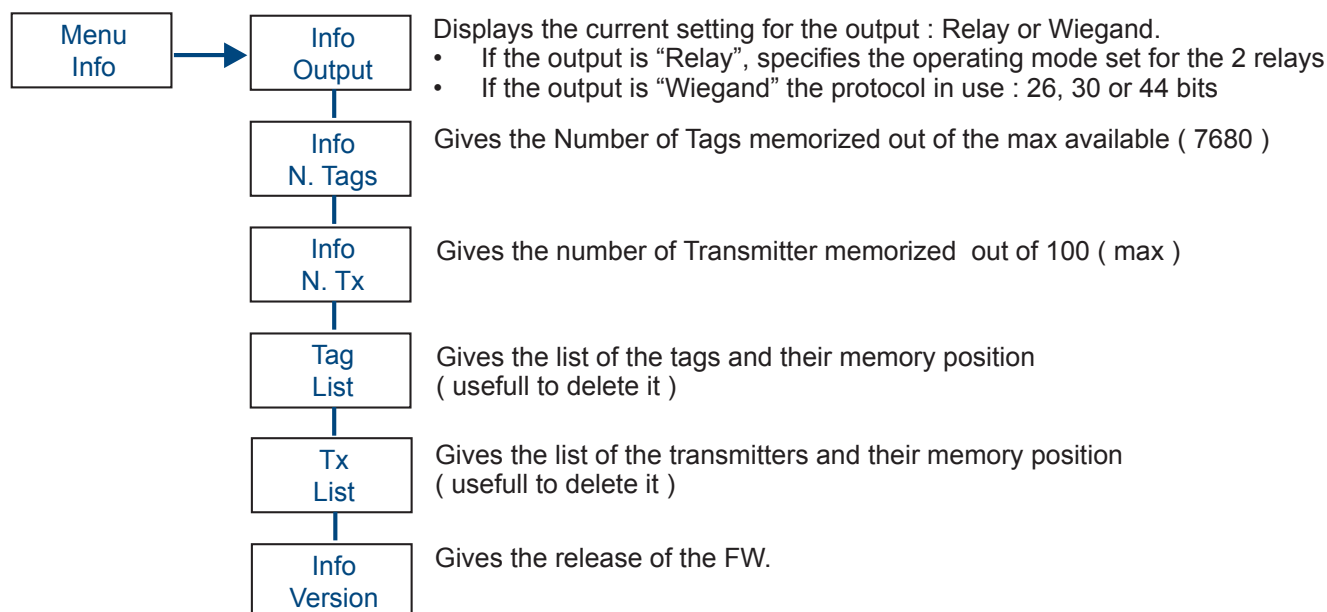 Menu
Info
Info
Output
Displays the current setting for the output : Relay or Wiegand.
• If the output is “Relay”, specifies the operating mode set for the 2 relays
• If the output is “Wiegand” the protocol in use : 26, 30 or 44 bits
Info
N. Tags
Gives the Number of Tags memorized out of the max available ( 7680 )
Info
N. Tx
Gives the number of Transmitter memorized  out of 100 ( max )
Tag
List
Gives the list of the tags and their memory position
( usefull to delete it )
Tx
List
Gives the list of the transmitters and their memory position
( usefull to delete it )
Info
Version
Gives the release of the FW.